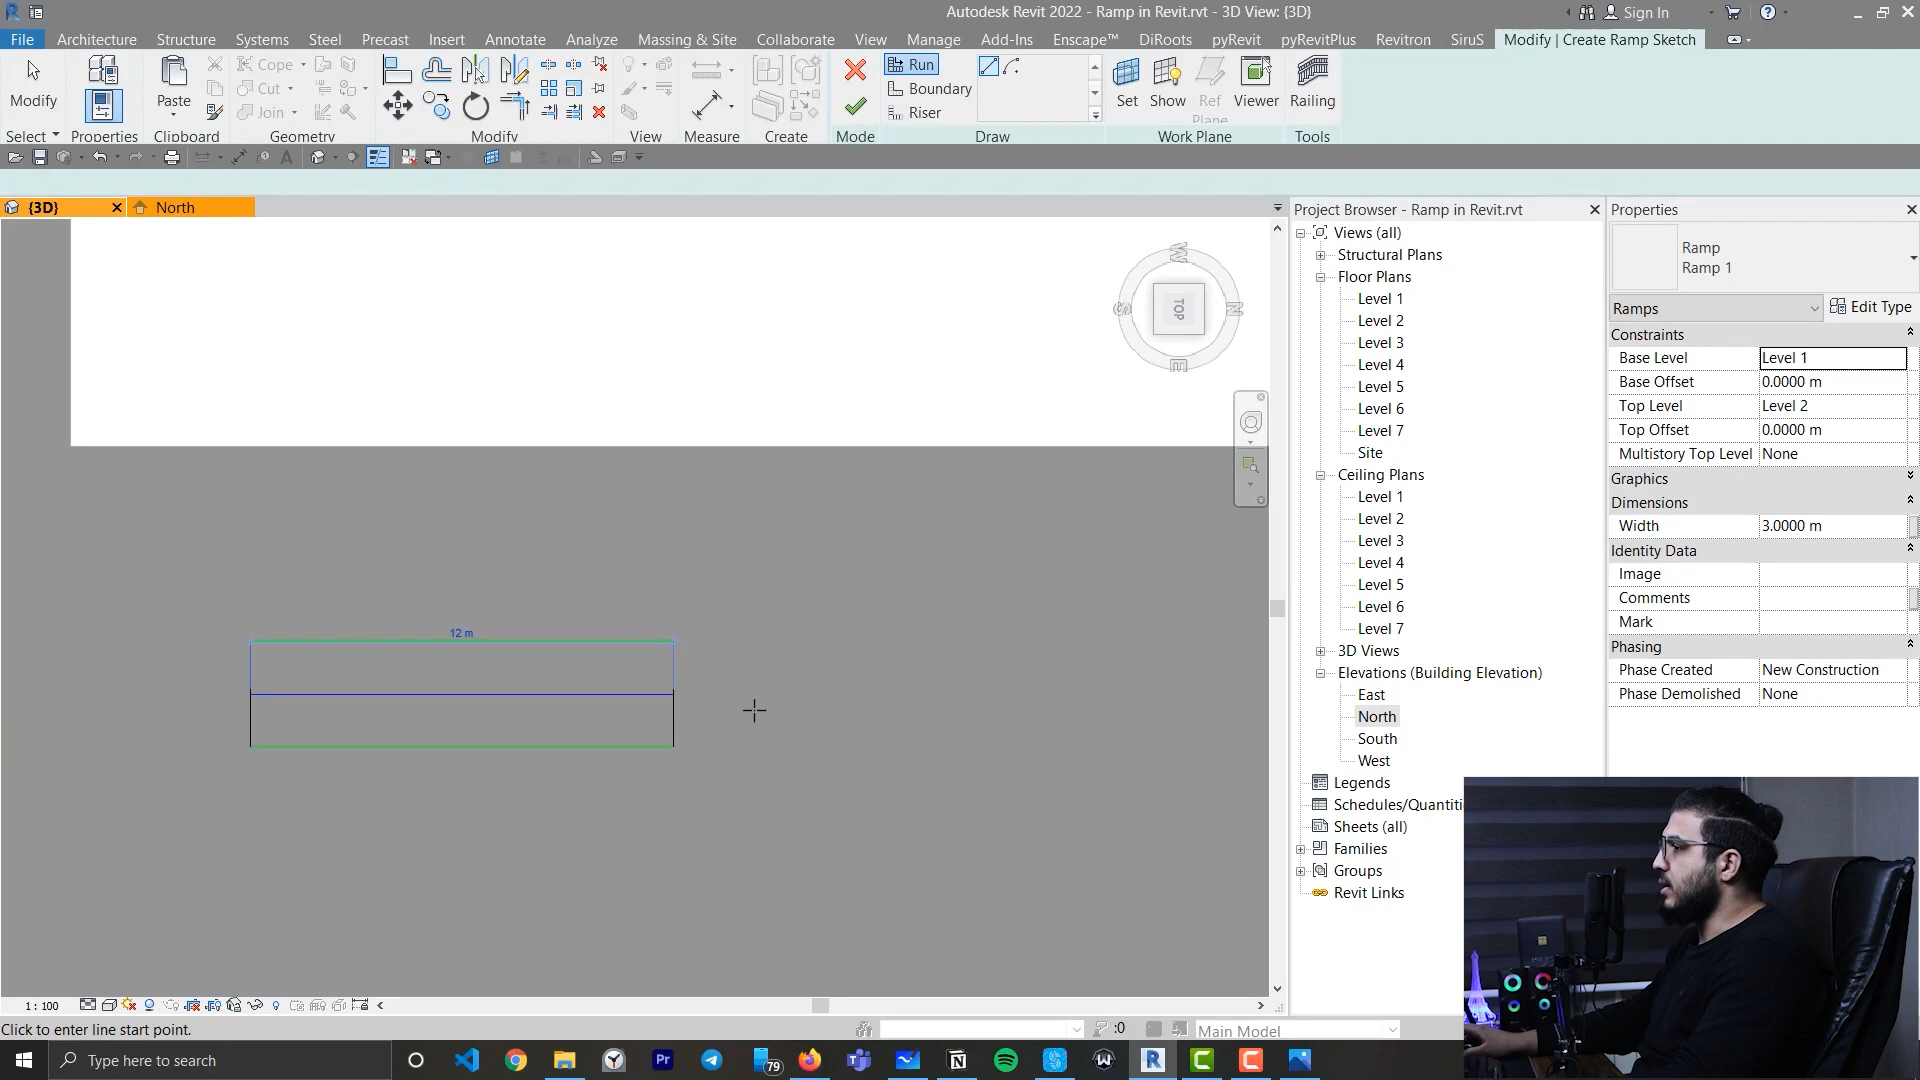 Autodesk Revit 2022 - Ramp in Revit.rvt - 3D View: {3D}
Sign In
File Architecture Structure Systems Steel Precast Insert Annotate Analyze Massing & Site Collaborate View Manage Add-Ins Enscape™ DiRoots pyRevit pyRevitPlus Revitron SiruS Modify | Create Ramp Sketch
Modify
Paste
Cope
Cut
Join
Run
Boundary
Riser
Set
Show
Ref
Plane
Viewer
Railing
Select
Properties
Clipboard
Geometry
Modify
View
Measure
Create
Mode
Draw
Work Plane
Tools
{3D}
North
W
S
N
E
TOP
12 m
Project Browser - Ramp in Revit.rvt
Views (all)
Structural Plans
Floor Plans
Level 1
Level 2
Level 3
Level 4
Level 5
Level 6
Level 7
Site
Ceiling Plans
Level 1
Level 2
Level 3
Level 4
Level 5
Level 6
Level 7
3D Views
Elevations (Building Elevation)
East
North
South
West
Legends
Schedules/Quantiti
Sheets (all)
Families
Groups
Revit Links
Properties
Ramp
Ramp 1
Ramps
Edit Type
Constraints
Base Level Level 1
Base Offset 0.0000 m
Top Level Level 2
Top Offset 0.0000 m
Multistory Top Level None
Graphics
Dimensions
Width 3.0000 m
Identity Data
Image
Comments
Mark
Phasing
Phase Created New Construction
Phase Demolished None
1 : 100
Click to enter line start point.
:0
Main Model
Type here to search
Pr
79
N
R